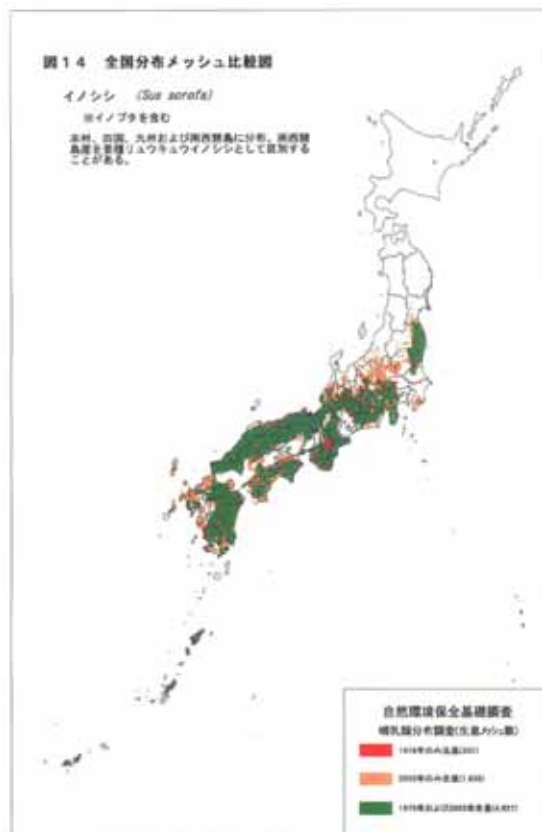 図14 全国分布メッシュ比較図
イノシシ (Sus scrofa)
※イノブタを含む
本州、四国、九州および南西諸島に分布。南西諸
島産を亜種リュウキュウイノシシとして区別する
ことがある。
自然環境保全基礎調査
哺乳類分布調査(生息メッシュ数)
1978年のみ生息
2003年のみ生息
1978年および2003年生息